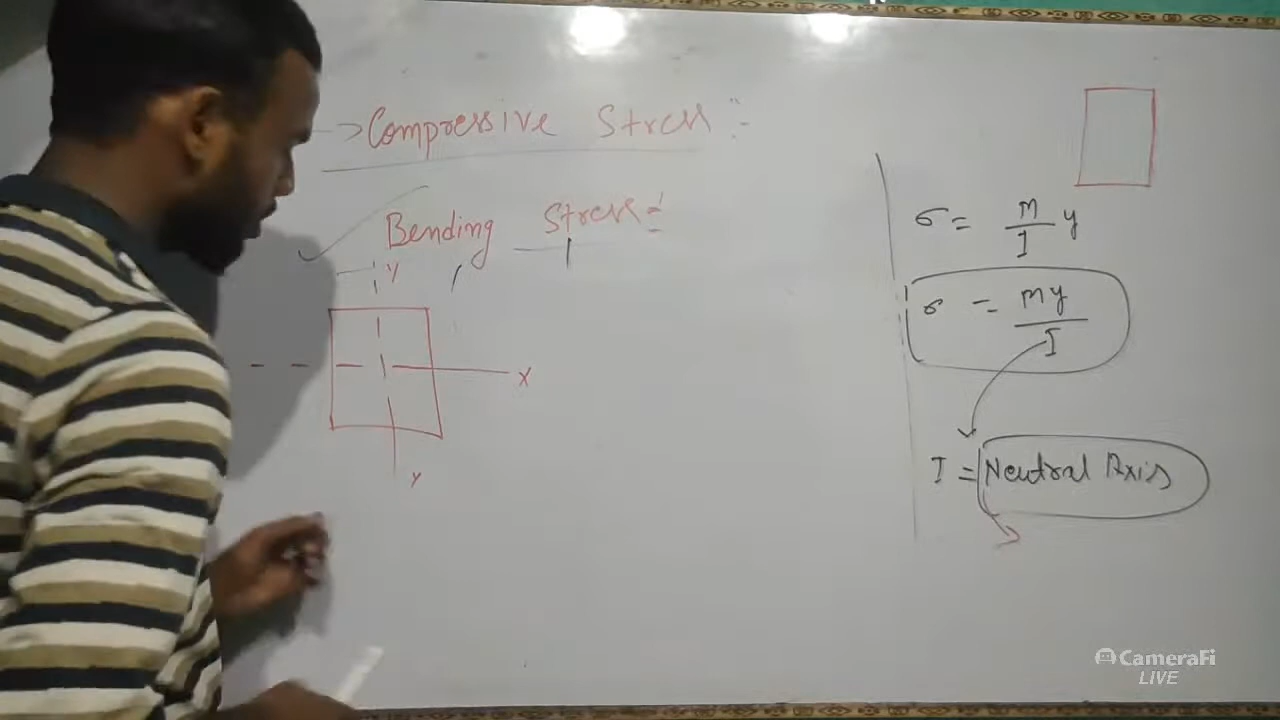 -> Compressive Stress :-
Bending Stress :-
Y
X
Y
σ = M/I y
σ = My/I
I = Neutral Axis
CameraFi
LIVE